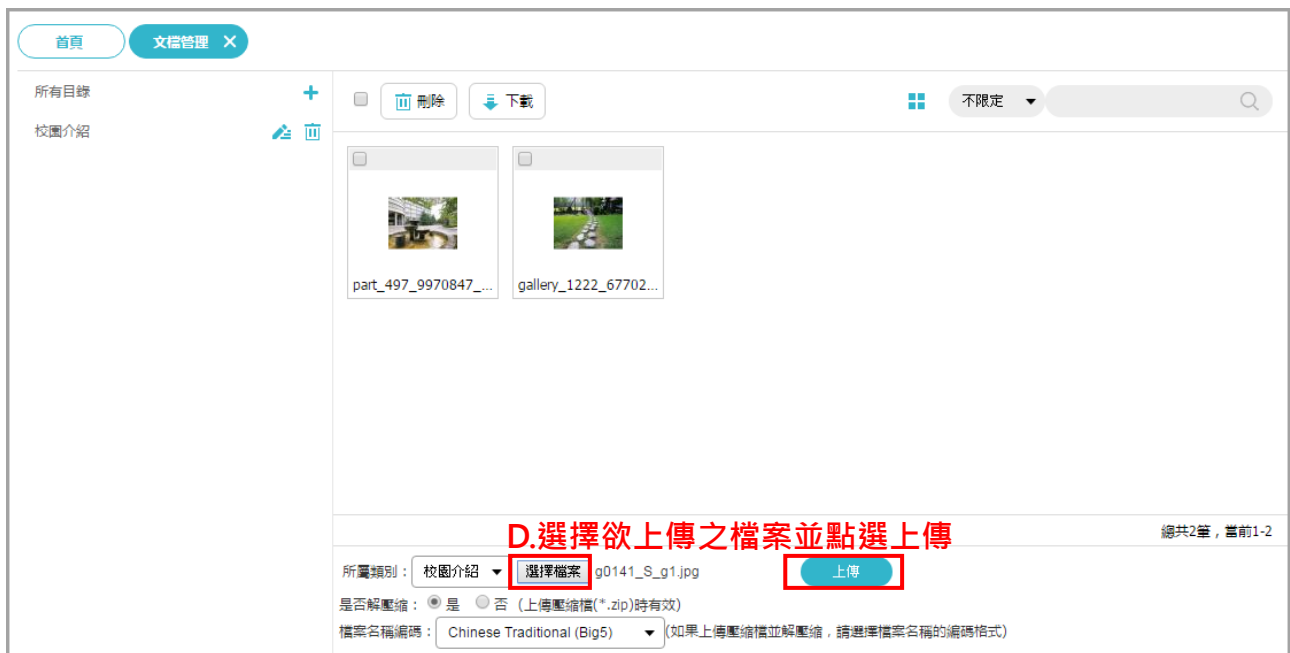 首頁
文檔管理 X
所有目錄 +
校園介紹
刪除 下載 不限定
part_497_9970847_...
gallery_1222_67702...
總共2筆，當前1-2
D.選擇欲上傳之檔案並點選上傳
所屬類別： 校園介紹 選擇檔案 g0141_S_g1.jpg 上傳
是否解壓縮： 是 否 (上傳壓縮檔(*.zip)時有效)
檔案名稱編碼： Chinese Traditional (Big5) (如果上傳壓縮檔並解壓縮，請選擇檔案名稱的編碼格式)